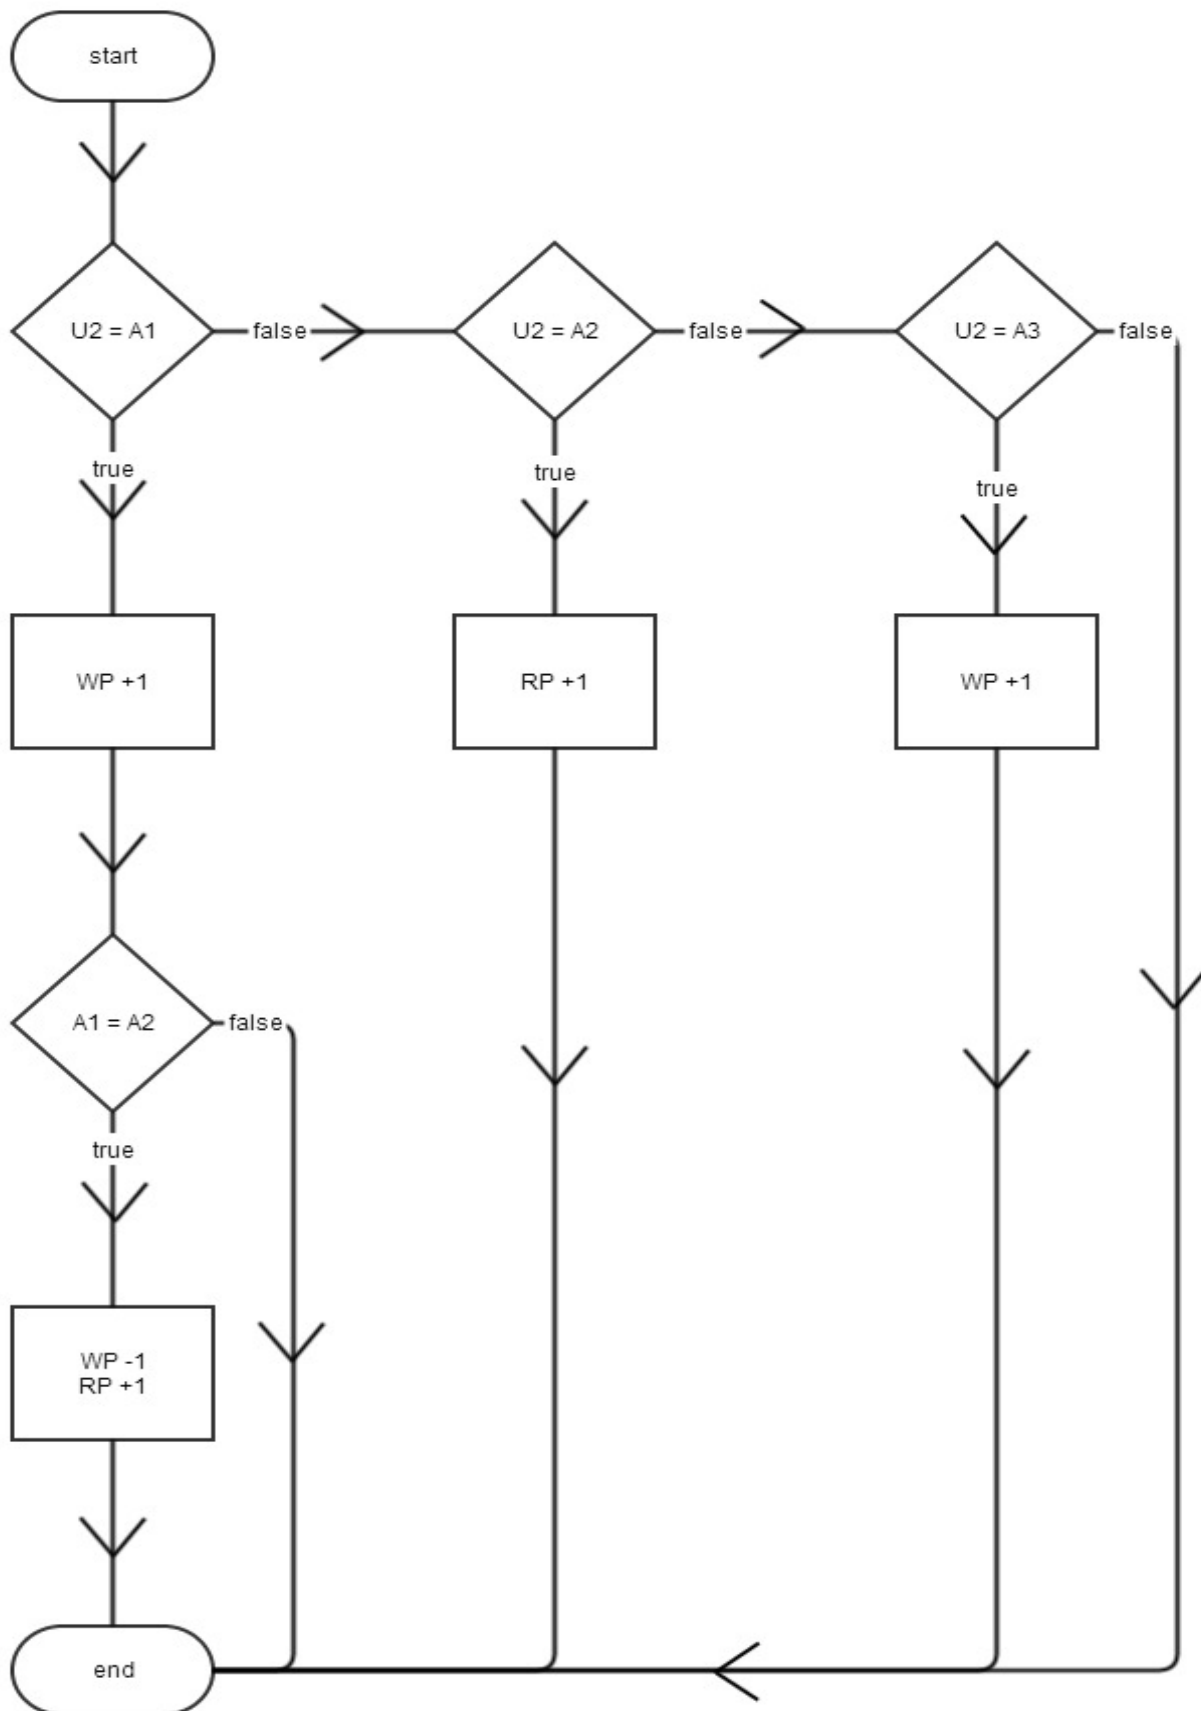 start
U2 = A1
false
U2 = A2
false
U2 = A3
false
true
true
true
WP +1
RP +1
WP +1
A1 = A2
false
true
WP -1
RP +1
end